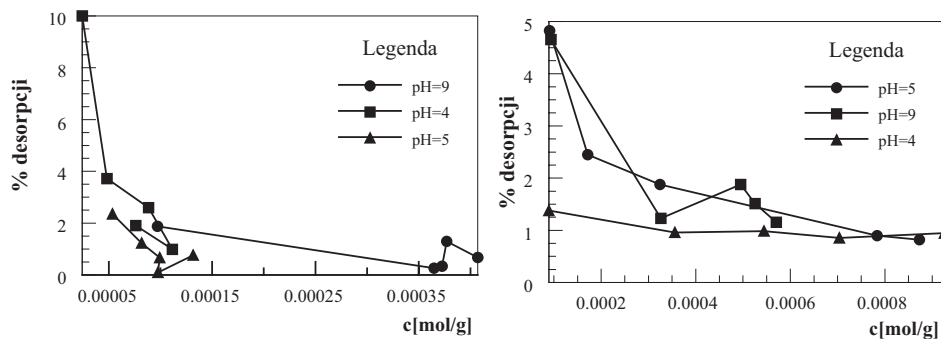 % desorpcji
10
8
6
4
2
0
Legenda
pH=9
pH=4
pH=5
0.00005 0.00015 0.00025 0.00035
c[mol/g]
% desorpcji
5
4
3
2
1
0
Legenda
pH=5
pH=9
pH=4
0.0002 0.0004 0.0006 0.0008
c[mol/g]